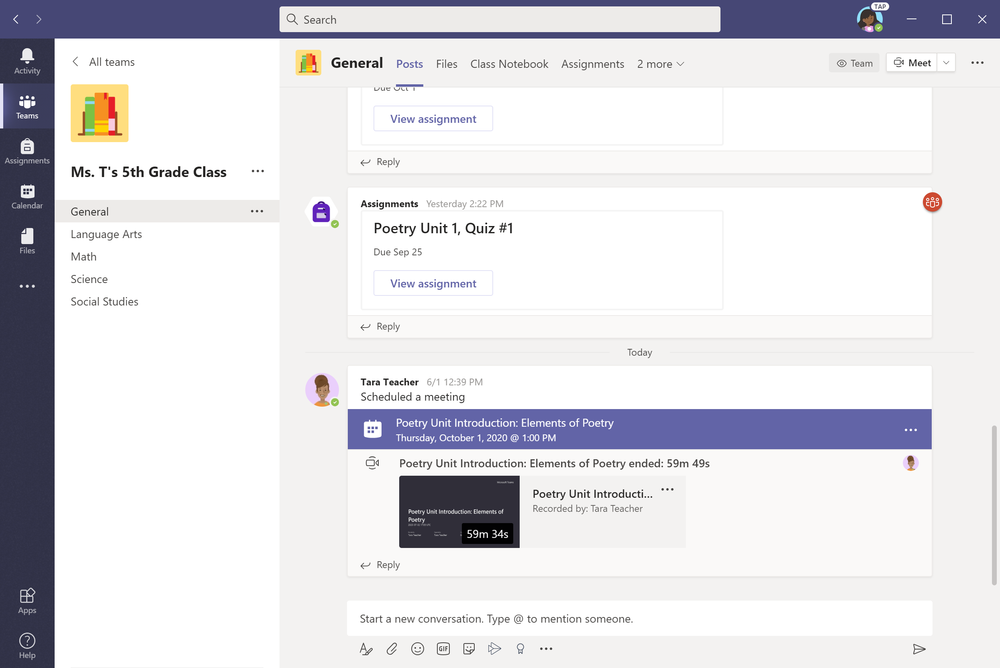 Search
TAP
Activity
Teams
Assignments
Calendar
Files
Apps
Help
All teams
Ms. T's 5th Grade Class
General
Language Arts
Math
Science
Social Studies
General Posts Files Class Notebook Assignments 2 more
Team
Meet
Due Oct 1
View assignment
Reply
Assignments Yesterday 2:22 PM
Poetry Unit 1, Quiz #1
Due Sep 25
View assignment
Reply
Today
Tara Teacher 6/1 12:39 PM
Scheduled a meeting
Poetry Unit Introduction: Elements of Poetry
Thursday, October 1, 2020 @ 1:00 PM
Poetry Unit Introduction: Elements of Poetry ended: 59m 49s
Microsoft Teams
Poetry Unit Introduction: Elements of
Poetry
2020-07-02 17:05 UTC
Tara Teacher Tara Teacher
59m 34s
Poetry Unit Introducti...
Recorded by: Tara Teacher
Reply
Start a new conversation. Type @ to mention someone.
GIF